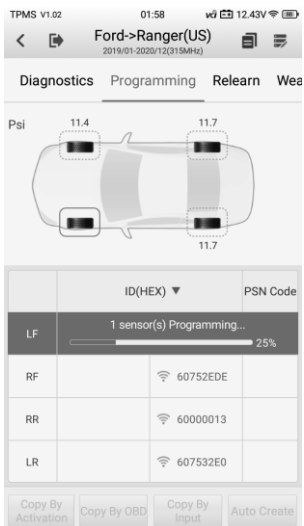 TPMS V1.02 01:58 12.43V
Ford->Ranger(US)
2019/01-2020/12(315MHz)
Diagnostics Programming Relearn Wea
Psi 11.4 11.7
11.7
ID(HEX) ▼ PSN Code
LF 1 sensor(s) Programming...
25%
RF 60752EDE
RR 60000013
LR 607532E0
Copy By Activation Copy By OBD Copy By Input Auto Create